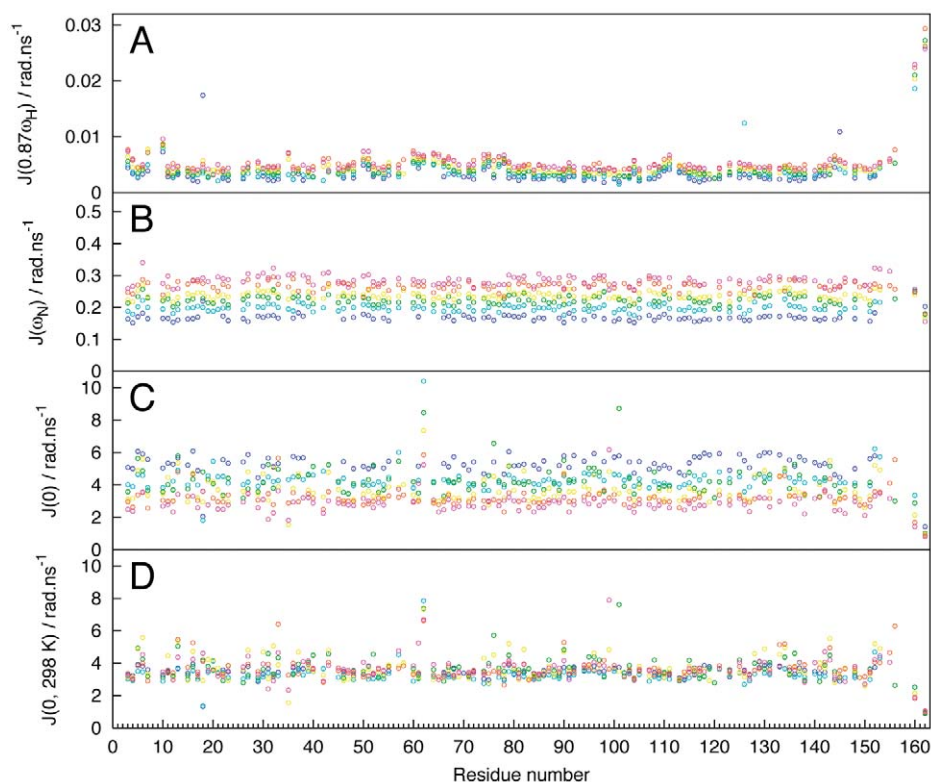 A
J(0.87ω_H) / rad.ns⁻¹
0.03
0.02
0.01
0
B
J(ω_N) / rad.ns⁻¹
0.5
0.4
0.3
0.2
0.1
0
C
J(0) / rad.ns⁻¹
10
8
6
4
2
0
D
J(0, 298 K) / rad.ns⁻¹
10
8
6
4
2
0
0 10 20 30 40 50 60 70 80 90 100 110 120 130 140 150 160
Residue number